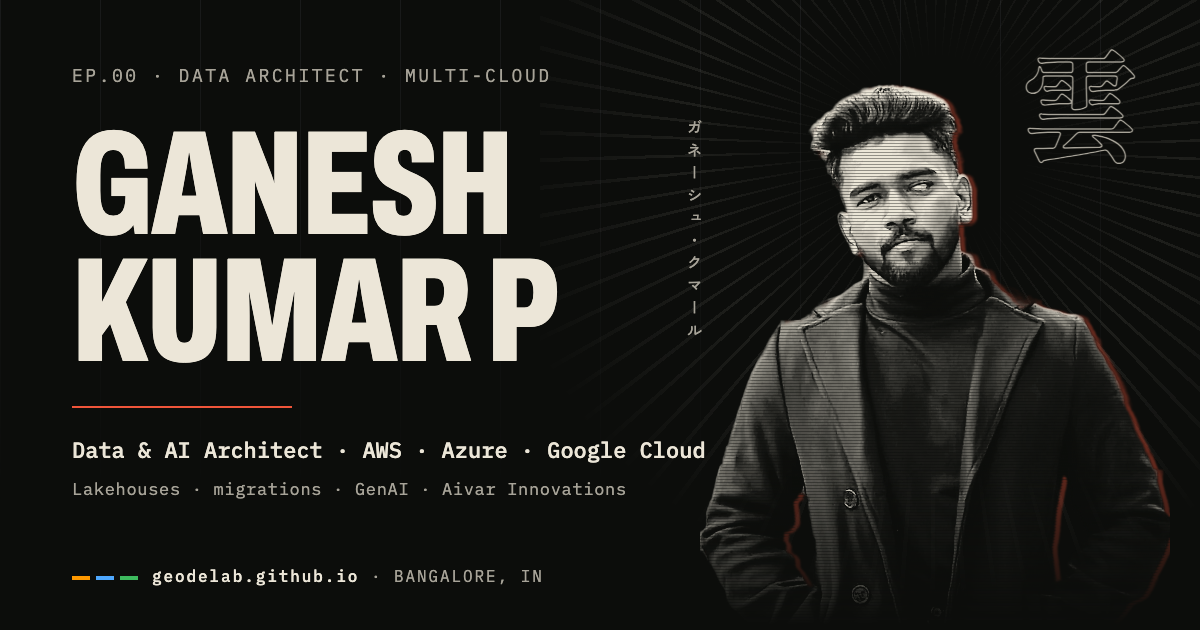 EP.00 · DATA ARCHITECT · MULTI-CLOUD
GANESH
KUMAR P
Data & AI Architect · AWS · Azure · Google Cloud
Lakehouses · migrations · GenAI · Aivar Innovations
geodelab.github.io · BANGALORE, IN
ガネーシュ・クマール
雲